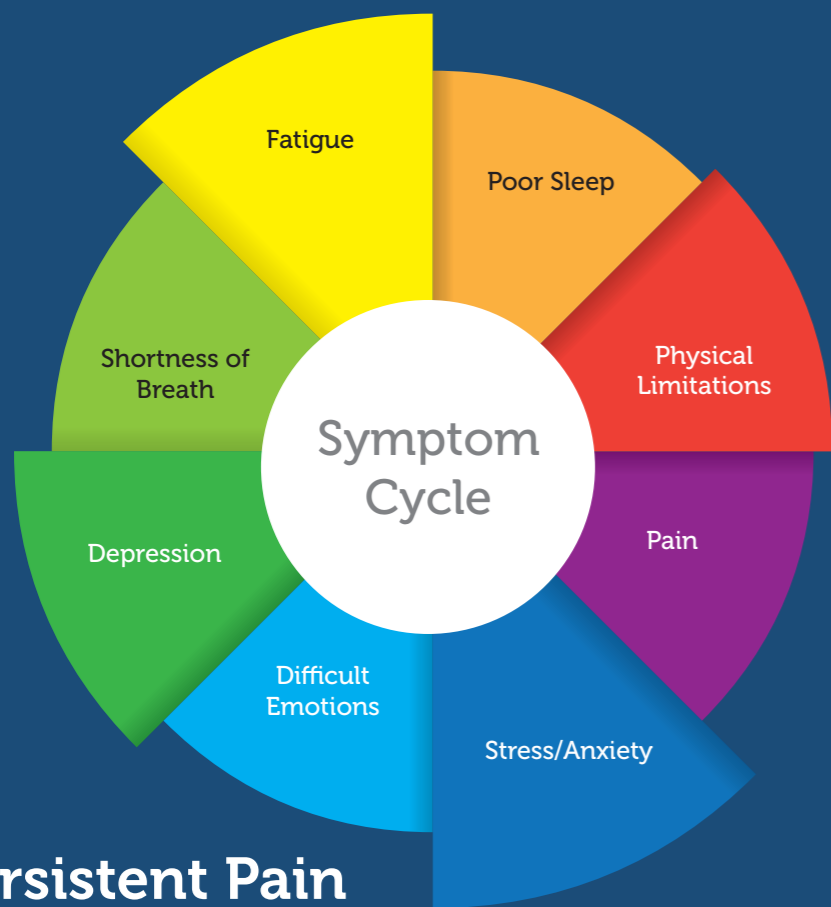 Fatigue
Poor Sleep
Shortness of
Breath
Physical
Limitations
Symptom
Cycle
Depression
Pain
Difficult
Emotions
Stress/Anxiety
rsistent Pain